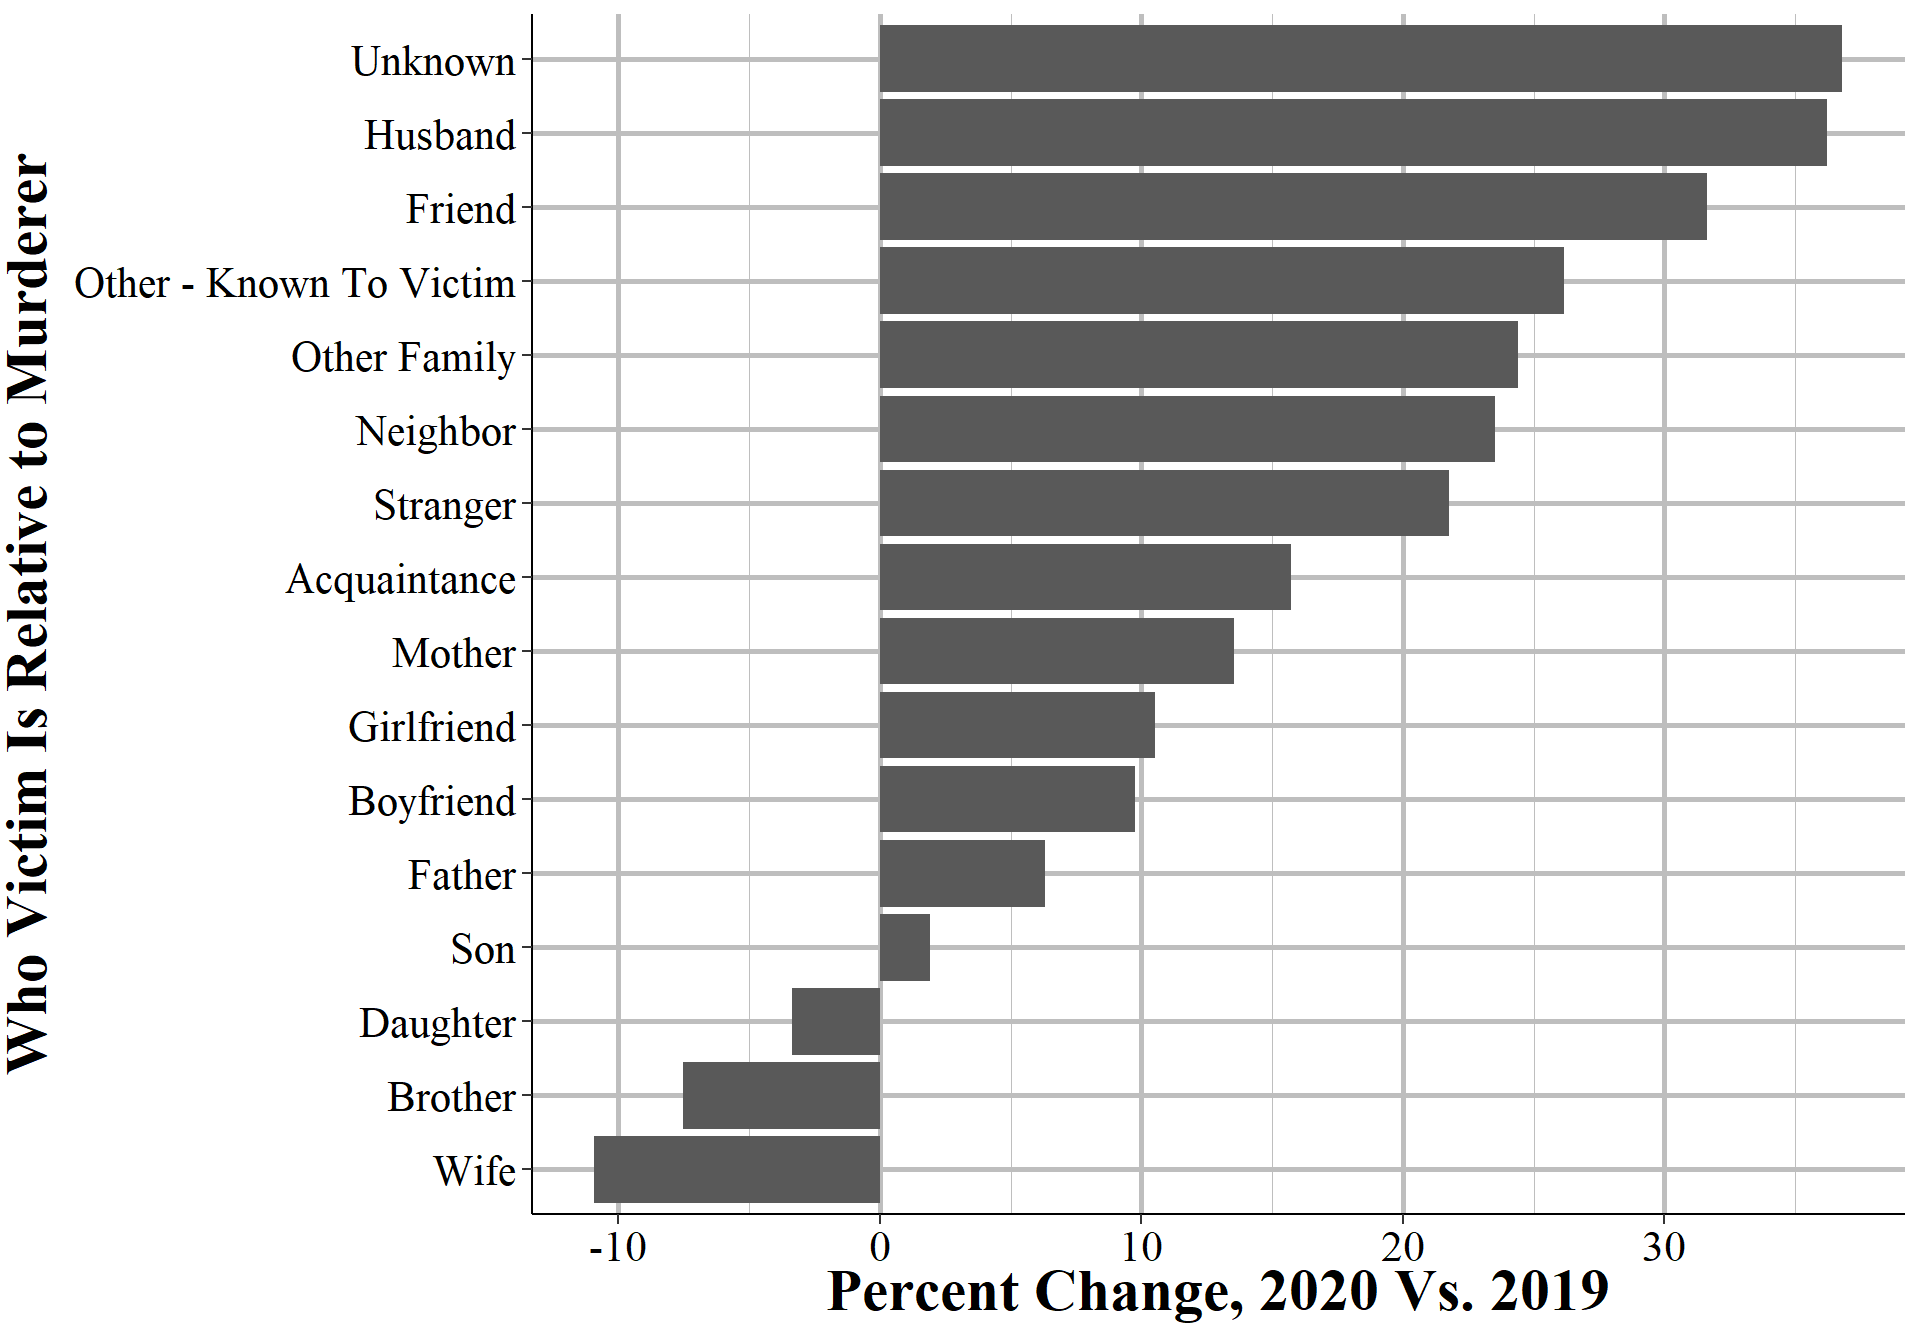 Who Victim Is Relative to Murderer
Unknown
Husband
Friend
Other - Known To Victim
Other Family
Neighbor
Stranger
Acquaintance
Mother
Girlfriend
Boyfriend
Father
Son
Daughter
Brother
Wife
-10 0 10 20 30
Percent Change, 2020 Vs. 2019